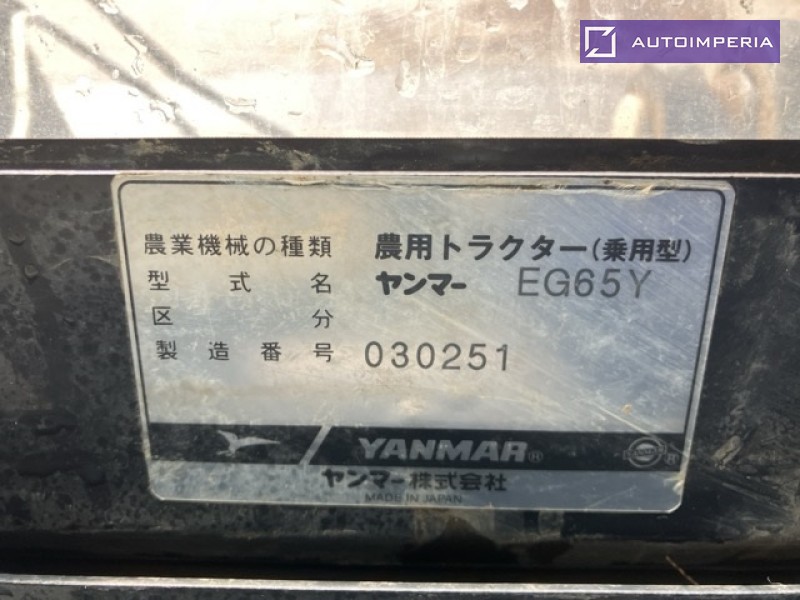 AUTOIMPERIA
農業機械の種類 農用トラクター(乗用型)
型式名 ヤンマー EG65Y
区分
製造番号 030251
YANMAR®
ヤンマー株式会社
MADE IN JAPAN